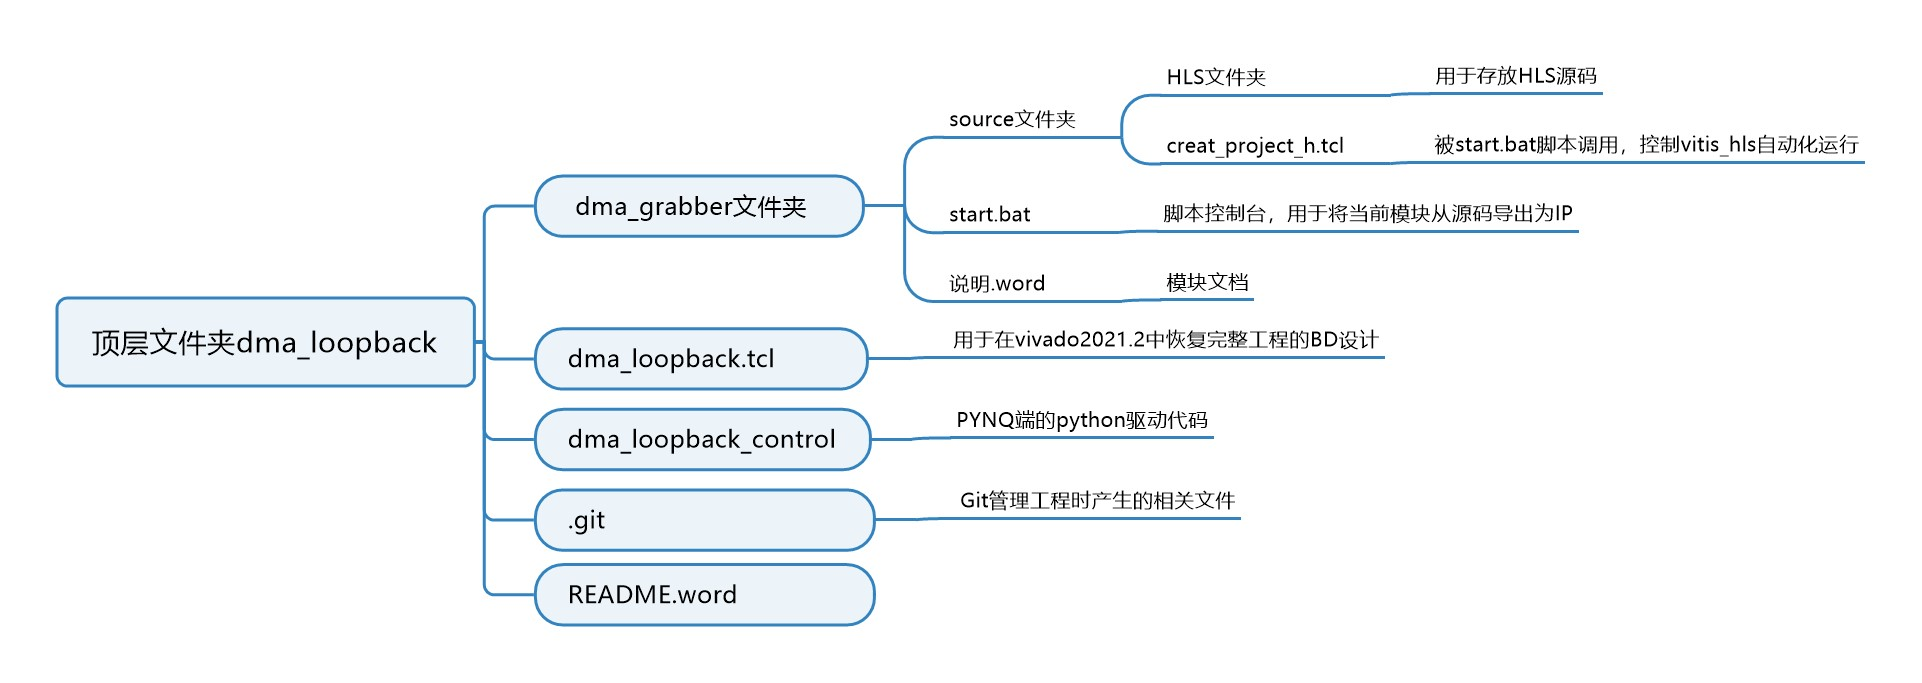 顶层文件夹dma_loopback
dma_grabber文件夹
source文件夹
HLS文件夹
用于存放HLS源码
creat_project_h.tcl
被start.bat脚本调用，控制vitis_hls自动化运行
start.bat
脚本控制台，用于将当前模块从源码导出为IP
说明.word
模块文档
dma_loopback.tcl
用于在vivado2021.2中恢复完整工程的BD设计
dma_loopback_control
PYNQ端的python驱动代码
.git
Git管理工程时产生的相关文件
README.word